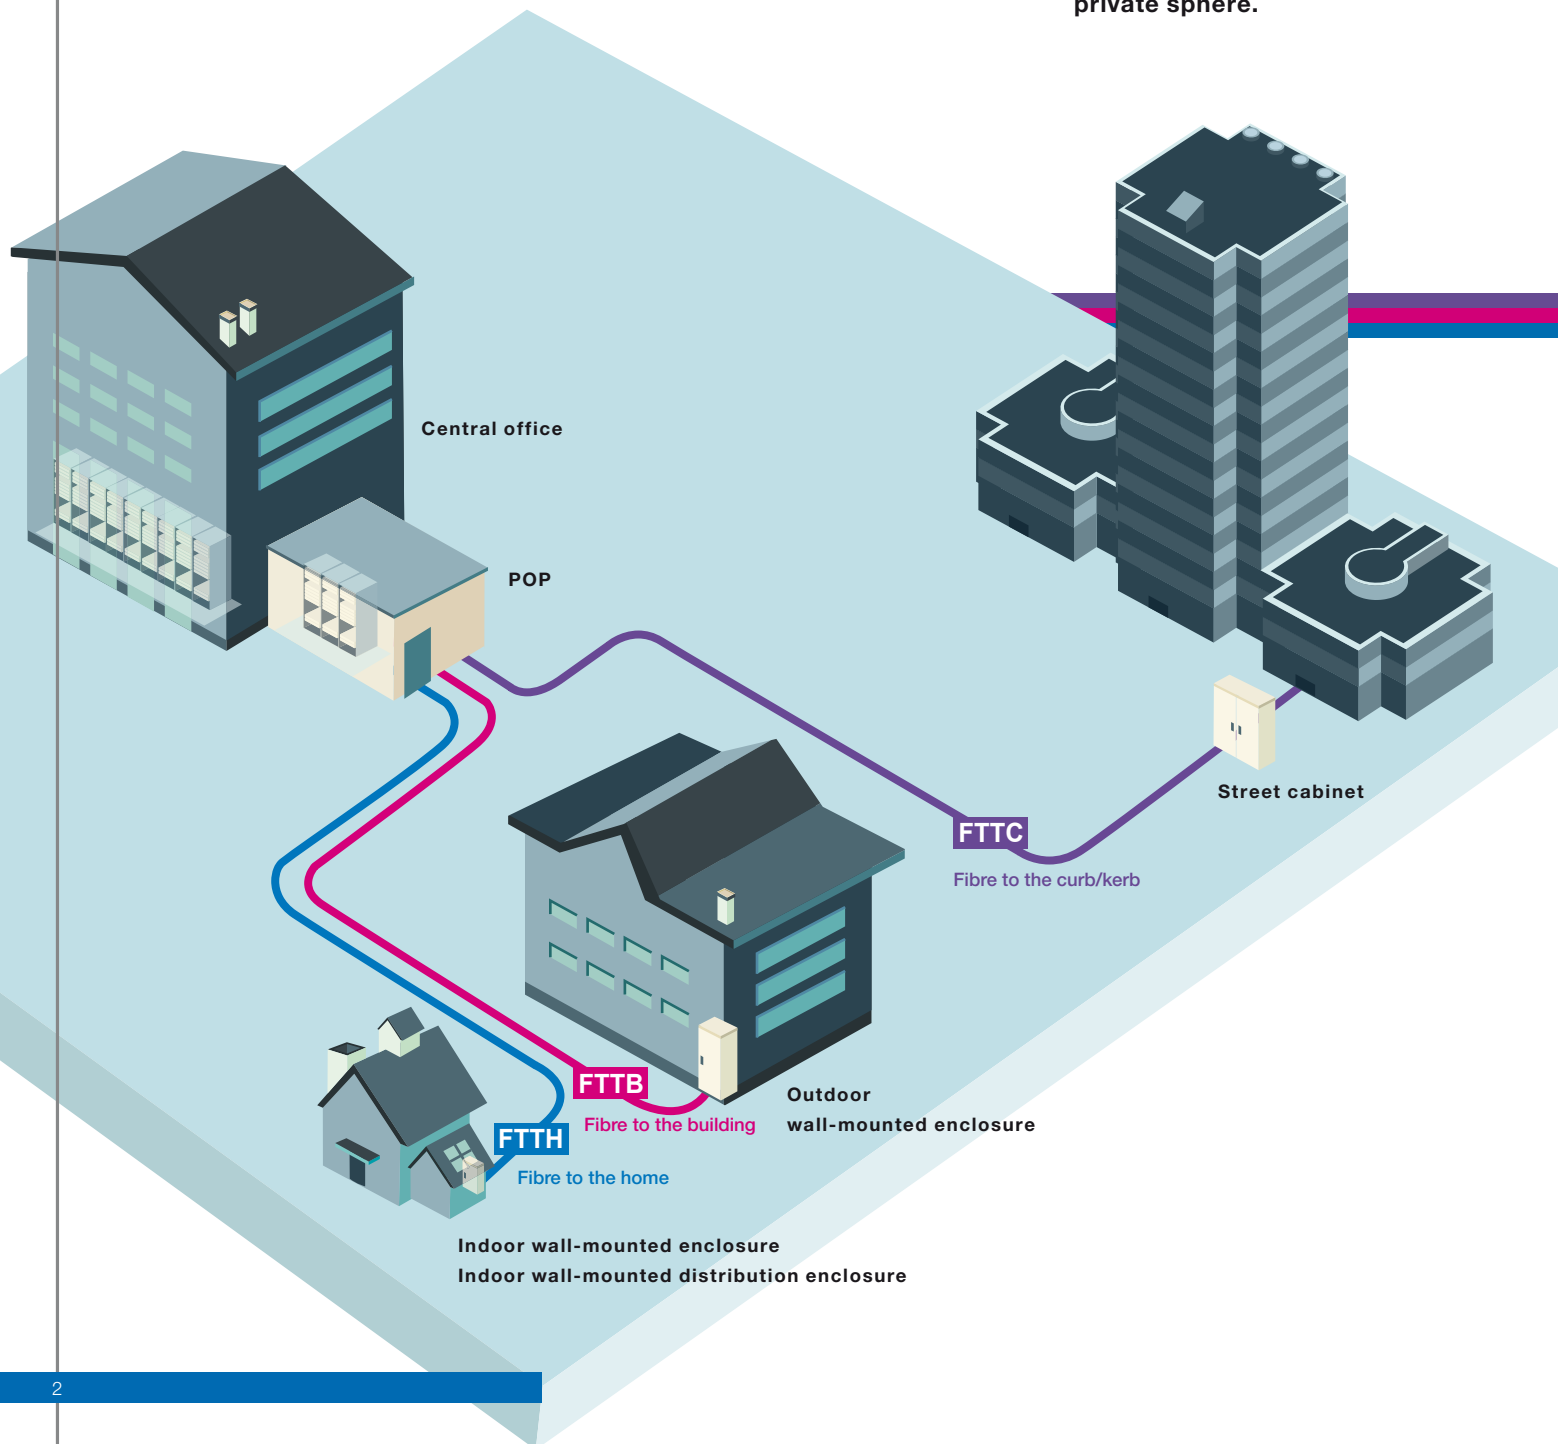 private sphere.
Central office
POP
Street cabinet
FTTC
Fibre to the curb/kerb
FTTB
Fibre to the building
Outdoor
wall-mounted enclosure
FTTH
Fibre to the home
Indoor wall-mounted enclosure
Indoor wall-mounted distribution enclosure
2